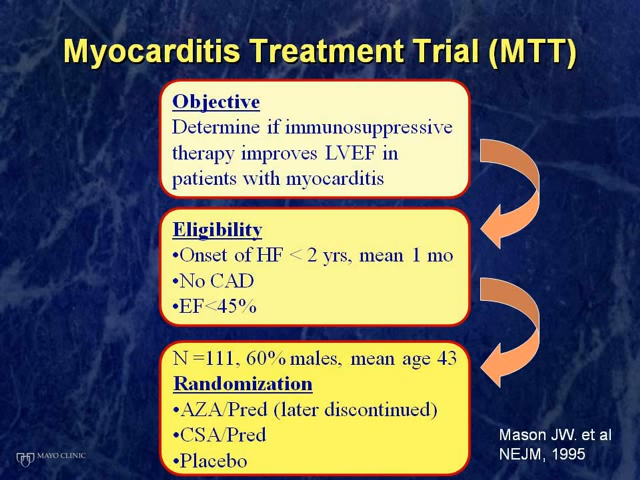 Myocarditis Treatment Trial (MTT)
Objective
Determine if immunosuppressive
therapy improves LVEF in
patients with myocarditis
Eligibility
•Onset of HF < 2 yrs, mean 1 mo
•No CAD
•EF<45%
N =111, 60% males, mean age 43
Randomization
•AZA/Pred (later discontinued)
•CSA/Pred
•Placebo
Mason JW. et al
NEJM, 1995
MAYO CLINIC